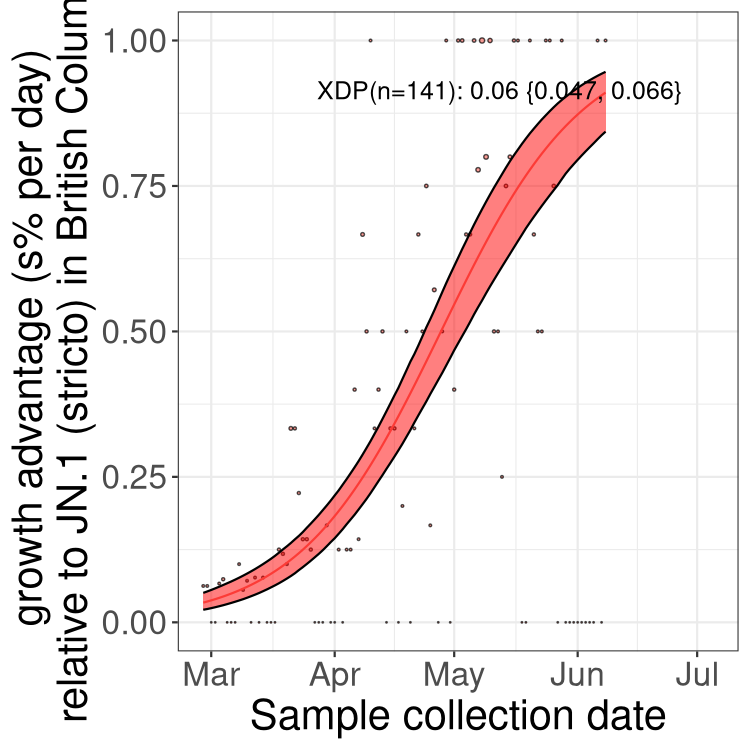 growth advantage (s% per day)
relative to JN.1 (stricto) in British Colum
1.00
0.75
0.50
0.25
0.00
XDP(n=141): 0.06 {0.047, 0.066}
Mar Apr May Jun Jul
Sample collection date